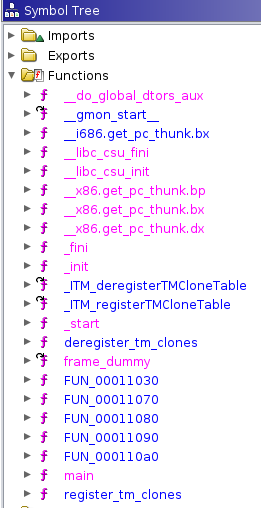 Symbol Tree
Imports
Exports
Functions
__do_global_dtors_aux
__gmon_start__
__i686.get_pc_thunk.bx
__libc_csu_fini
__libc_csu_init
__x86.get_pc_thunk.bp
__x86.get_pc_thunk.bx
__x86.get_pc_thunk.dx
_fini
_init
_ITM_deregisterTMCloneTable
_ITM_registerTMCloneTable
_start
deregister_tm_clones
frame_dummy
FUN_00011030
FUN_00011070
FUN_00011080
FUN_00011090
FUN_000110a0
main
register_tm_clones